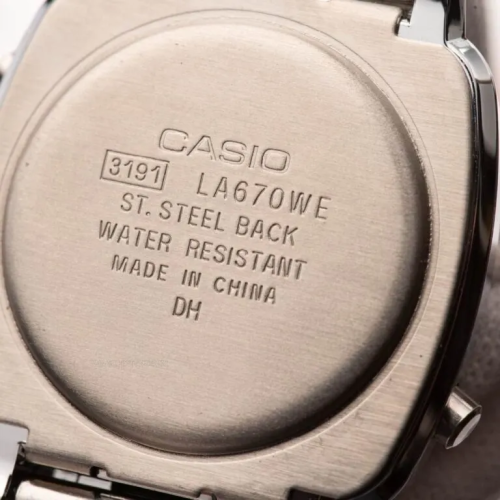 CASIO
3191 LA670WE
ST. STEEL BACK
WATER RESISTANT
MADE IN CHINA
DH